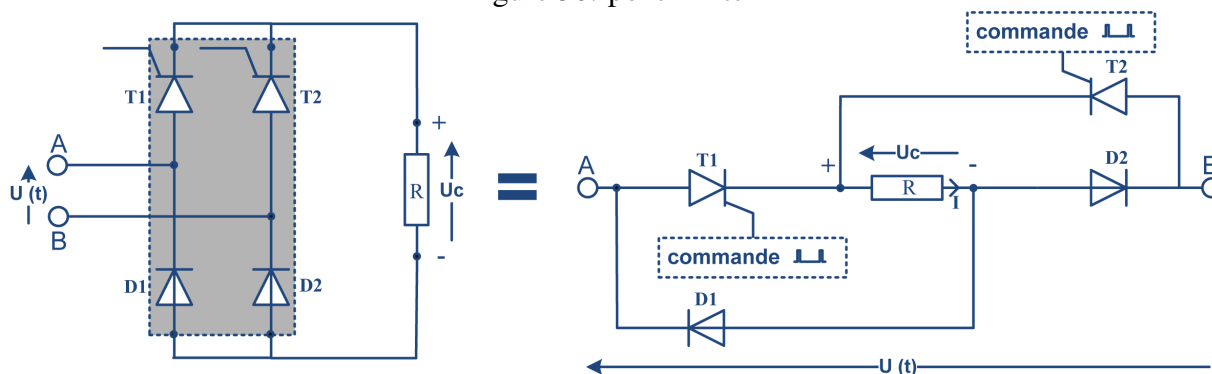 commande
T2
T1
T2
A
U (t)
B
D1
D2
+
R
Uc
-
A
T1
+
Uc
-
R
I
D2
commande
D1
U (t)